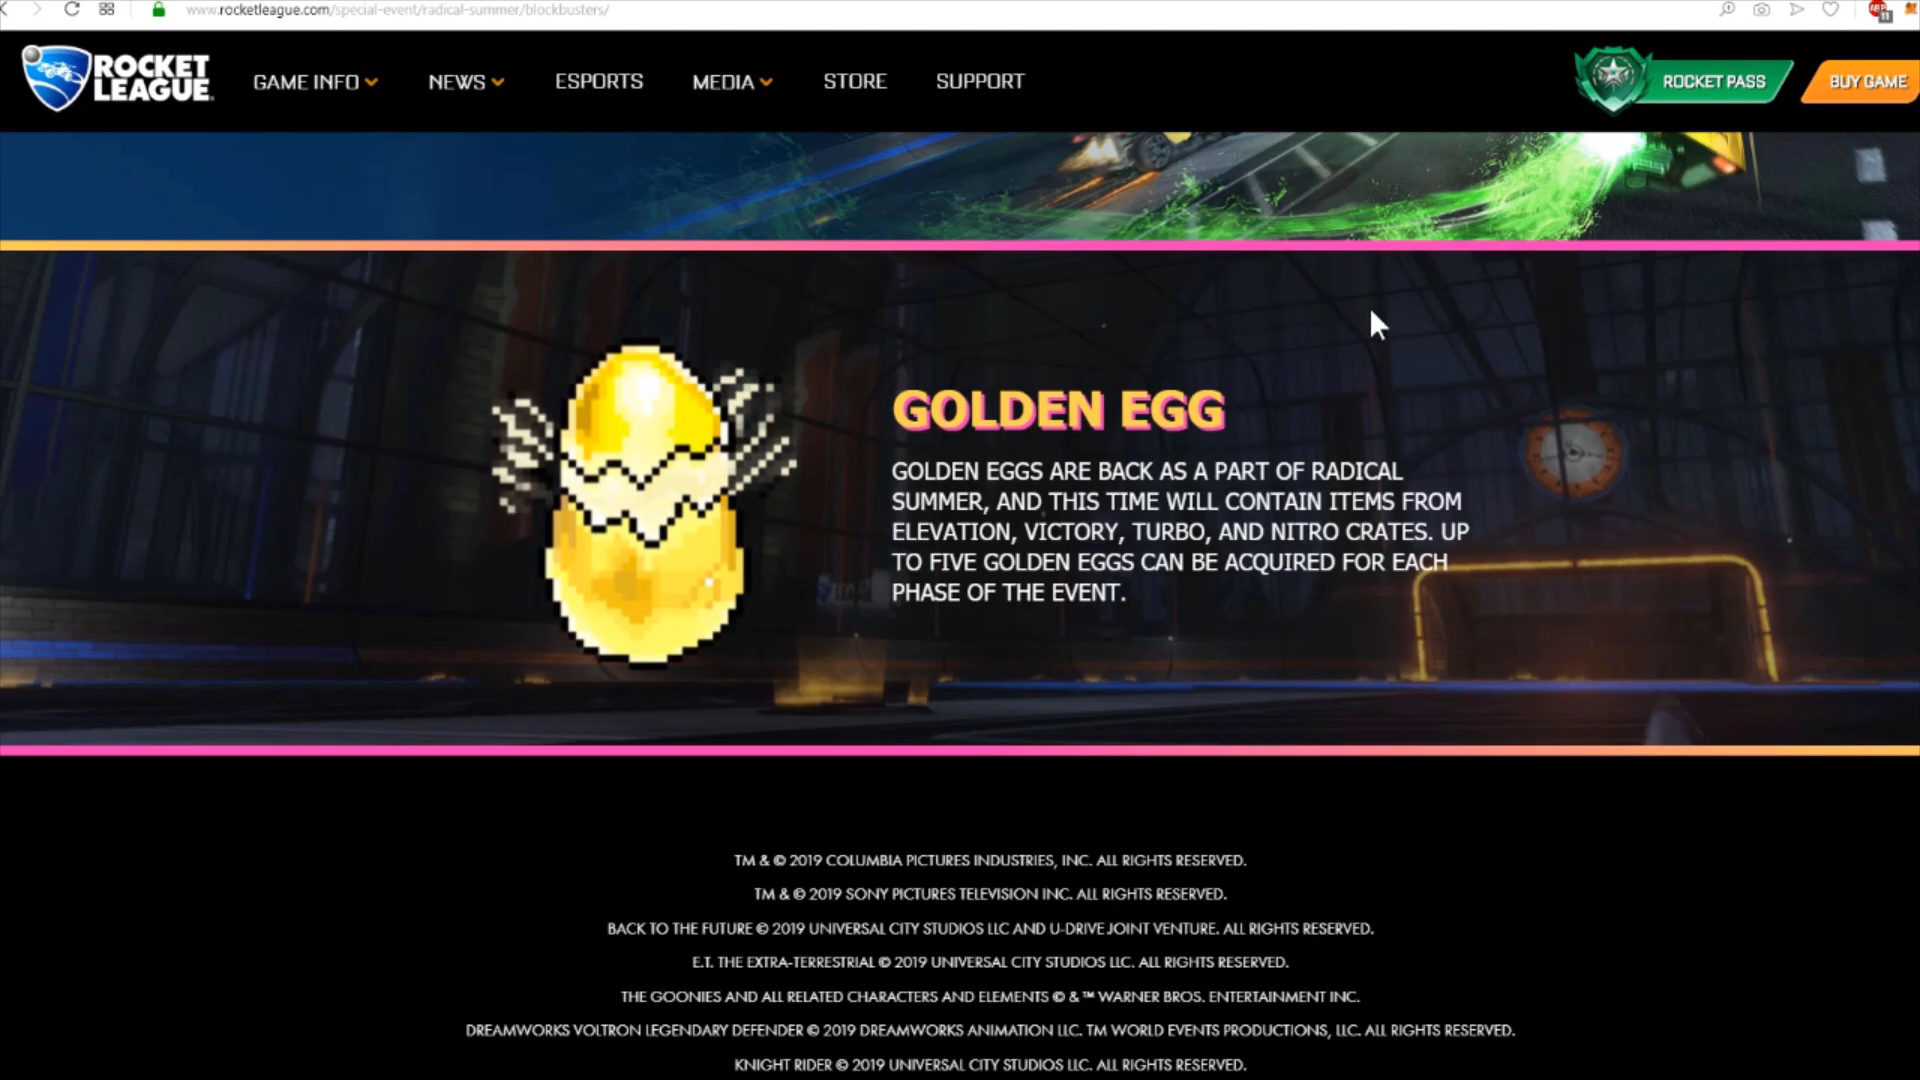 www.rocketleague.com/special-event/radical-summer/blockbusters/
11
ROCKET
LEAGUE
GAME INFO
NEWS
ESPORTS
MEDIA
STORE
SUPPORT
ROCKET PASS
BUY GAME
GOLDEN EGG
GOLDEN EGGS ARE BACK AS A PART OF RADICAL
SUMMER, AND THIS TIME WILL CONTAIN ITEMS FROM
ELEVATION, VICTORY, TURBO, AND NITRO CRATES. UP
TO FIVE GOLDEN EGGS CAN BE ACQUIRED FOR EACH
PHASE OF THE EVENT.
TM & © 2019 COLUMBIA PICTURES INDUSTRIES, INC. ALL RIGHTS RESERVED.
TM & © 2019 SONY PICTURES TELEVISION INC. ALL RIGHTS RESERVED.
BACK TO THE FUTURE © 2019 UNIVERSAL CITY STUDIOS LLC AND U-DRIVE JOINT VENTURE. ALL RIGHTS RESERVED.
E.T. THE EXTRA-TERRESTRIAL © 2019 UNIVERSAL CITY STUDIOS LLC. ALL RIGHTS RESERVED.
THE GOONIES AND ALL RELATED CHARACTERS AND ELEMENTS © & ™ WARNER BROS. ENTERTAINMENT INC.
DREAMWORKS VOLTRON LEGENDARY DEFENDER © 2019 DREAMWORKS ANIMATION LLC. TM WORLD EVENTS PRODUCTIONS, LLC. ALL RIGHTS RESERVED.
KNIGHT RIDER © 2019 UNIVERSAL CITY STUDIOS LLC. ALL RIGHTS RESERVED.